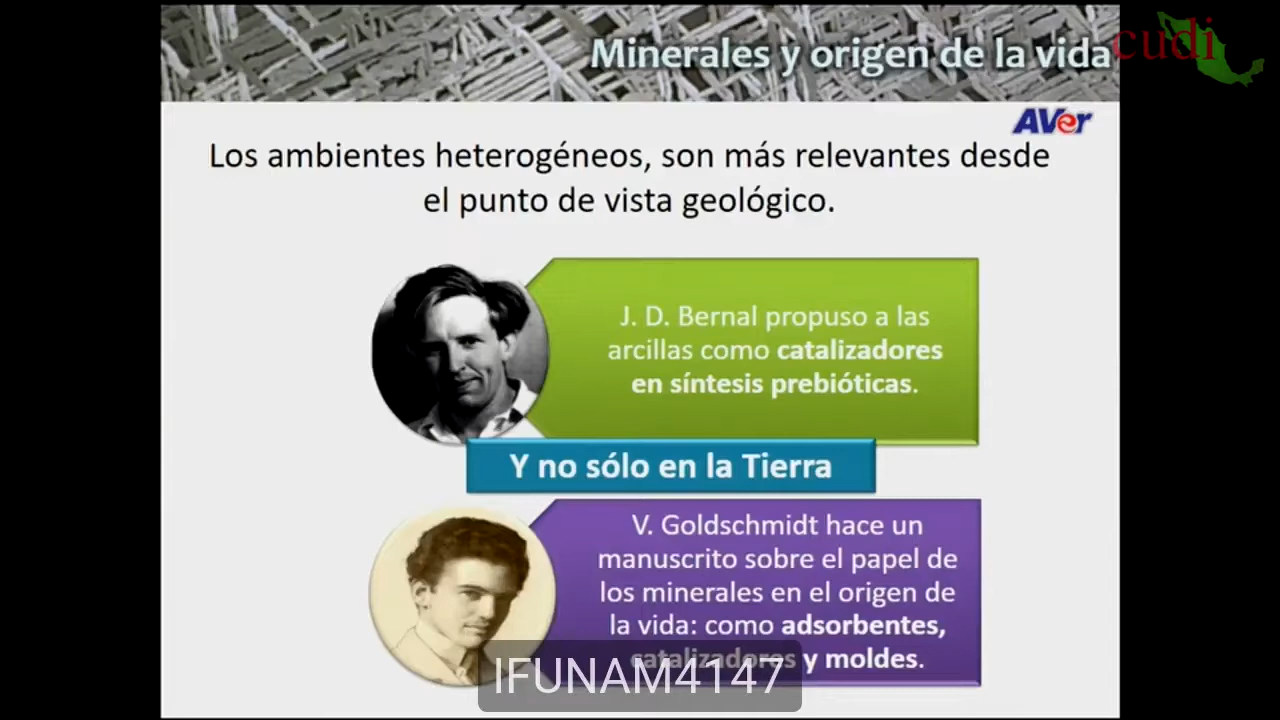 Minerales y origen de la vida
cudi
AVer
Los ambientes heterogéneos, son más relevantes desde
el punto de vista geológico.
J. D. Bernal propuso a las
arcillas como catalizadores
en síntesis prebióticas.
Y no sólo en la Tierra
V. Goldschmidt hace un
manuscrito sobre el papel de
los minerales en el origen de
la vida: como adsorbentes,
catalizadores y moldes.
IFUNAM4147